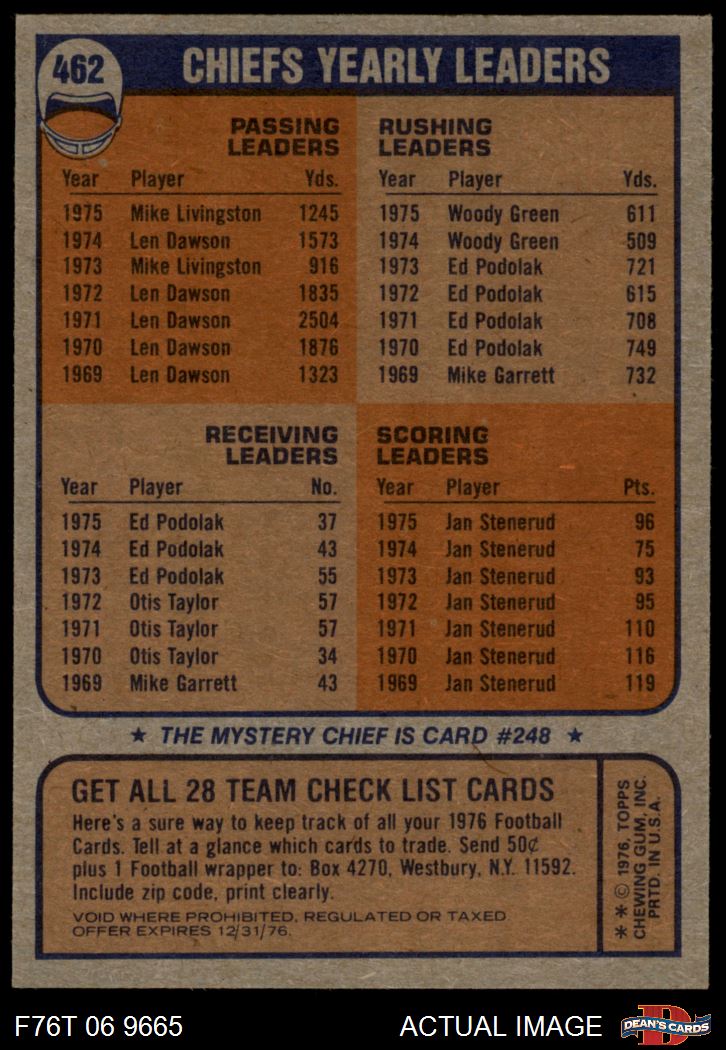 462
CHIEFS YEARLY LEADERS
PASSING
LEADERS
Year Player Yds.
1975 Mike Livingston 1245
1974 Len Dawson 1573
1973 Mike Livingston 916
1972 Len Dawson 1835
1971 Len Dawson 2504
1970 Len Dawson 1876
1969 Len Dawson 1323
RUSHING
LEADERS
Year Player Yds.
1975 Woody Green 611
1974 Woody Green 509
1973 Ed Podolak 721
1972 Ed Podolak 615
1971 Ed Podolak 708
1970 Ed Podolak 749
1969 Mike Garrett 732
RECEIVING
LEADERS
Year Player No.
1975 Ed Podolak 37
1974 Ed Podolak 43
1973 Ed Podolak 55
1972 Otis Taylor 57
1971 Otis Taylor 57
1970 Otis Taylor 34
1969 Mike Garrett 43
SCORING
LEADERS
Year Player Pts.
1975 Jan Stenerud 96
1974 Jan Stenerud 75
1973 Jan Stenerud 93
1972 Jan Stenerud 95
1971 Jan Stenerud 110
1970 Jan Stenerud 116
1969 Jan Stenerud 119
★ THE MYSTERY CHIEF IS CARD #248 ★
GET ALL 28 TEAM CHECK LIST CARDS
Here's a sure way to keep track of all your 1976 Football
Cards. Tell at a glance which cards to trade. Send 50¢
plus 1 Football wrapper to: Box 4270, Westbury, N.Y. 11592.
Include zip code, print clearly.
VOID WHERE PROHIBITED, REGULATED OR TAXED
OFFER EXPIRES 12/31/76.
* * © 1976, TOPPS
CHEWING GUM, INC.
PRTD. IN U.S.A.
F76T 06 9665
ACTUAL IMAGE
D
DEAN'S CARDS